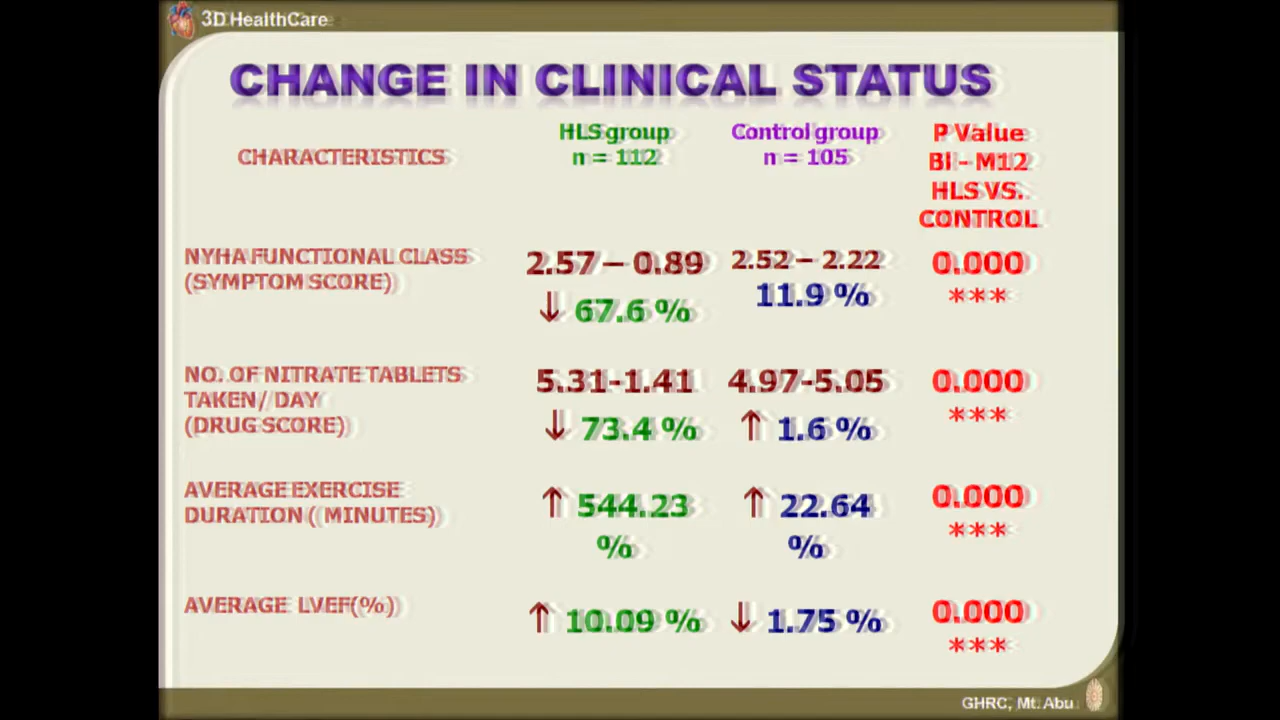 3D HealthCare
CHANGE IN CLINICAL STATUS
CHARACTERISTICS
HLS group
n = 112
Control group
n = 105
P Value
BI - M12
HLS VS.
CONTROL
NYHA FUNCTIONAL CLASS
(SYMPTOM SCORE)
2.57 – 0.89
↓ 67.6 %
2.52 – 2.22
11.9 %
0.000
***
NO. OF NITRATE TABLETS
TAKEN/ DAY
(DRUG SCORE)
5.31-1.41
↓ 73.4 %
4.97-5.05
↑ 1.6 %
0.000
***
AVERAGE EXERCISE
DURATION ( MINUTES)
↑ 544.23
%
↑ 22.64
%
0.000
***
AVERAGE LVEF(%)
↑ 10.09 %
↓ 1.75 %
0.000
***
GHRC, Mt. Abu